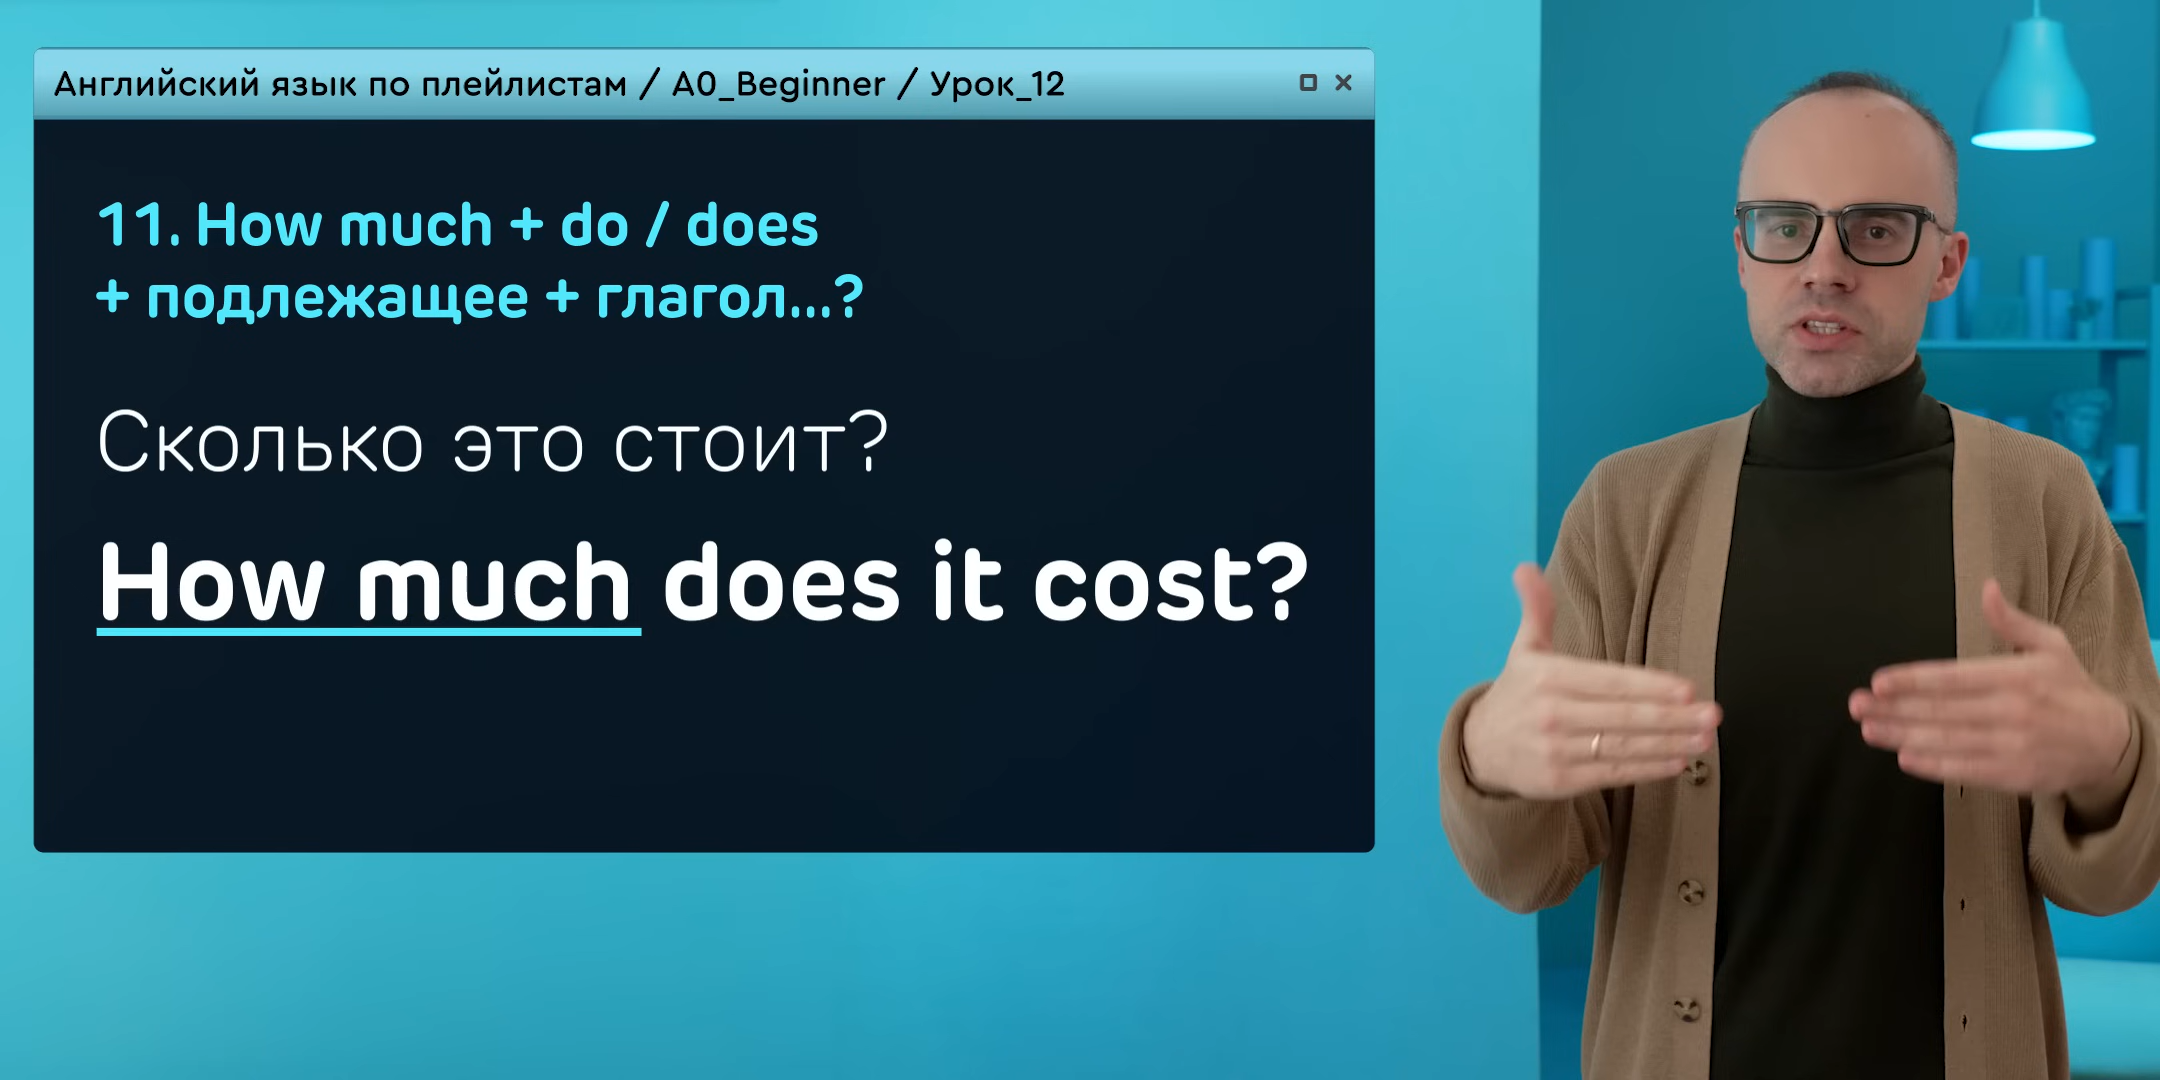 Английский язык по плейлистам / A0_Beginner / Урок_12
11. How much + do / does
+ подлежащее + глагол...?
Сколько это стоит?
How much does it cost?